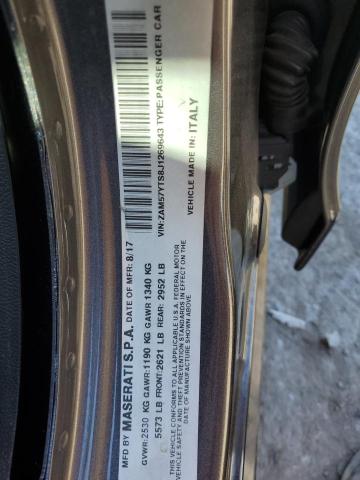 MFD BY MASERATI S.P.A. DATE OF MFR: 8/17
GVWR: 2530 KG GAWR: 1190 KG GAWR 1340 KG
5573 LB FRONT: 2621 LB REAR: 2952 LB
THIS VEHICLE CONFORMS TO ALL APPLICABLE U.S.A. FEDERAL MOTOR
VEHICLE SAFETY AND THEFT PREVENTION STANDARDS IN EFFECT ON THE
DATE OF MANUFACTURE SHOWN ABOVE
VIN: ZAM57YTS8J1269643 TYPE: PASSENGER CAR
VEHICLE MADE IN: ITALY